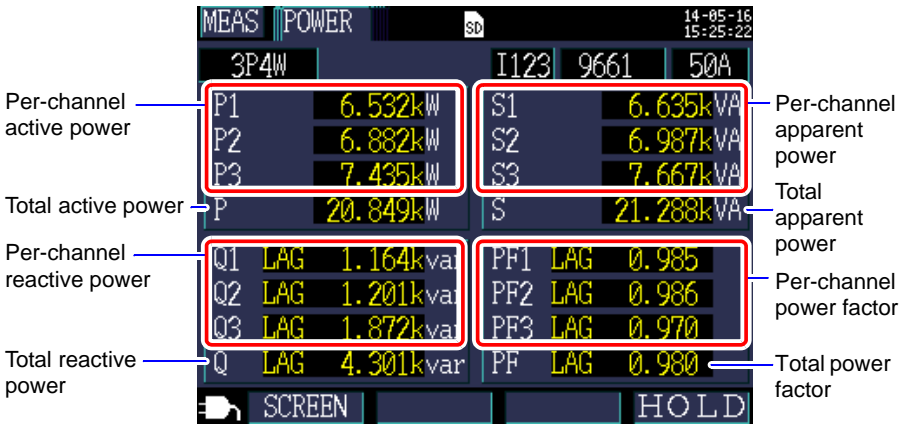 MEAS POWER SD 14-05-16
15:25:22
3P4W I123 9661 50A
Per-channel
active power
P1 6.532kW S1 6.635kVA
P2 6.882kW S2 6.987kVA
P3 7.435kW S3 7.667kVA
Per-channel
apparent
power
Total active power
P 20.849kW S 21.288kVA
Total
apparent
power
Per-channel
reactive power
Q1 LAG 1.164kvar PF1 LAG 0.985
Q2 LAG 1.201kvar PF2 LAG 0.986
Q3 LAG 1.872kvar PF3 LAG 0.970
Per-channel
power factor
Total reactive
power
Q LAG 4.301kvar PF LAG 0.980
Total power
factor
SCREEN HOLD